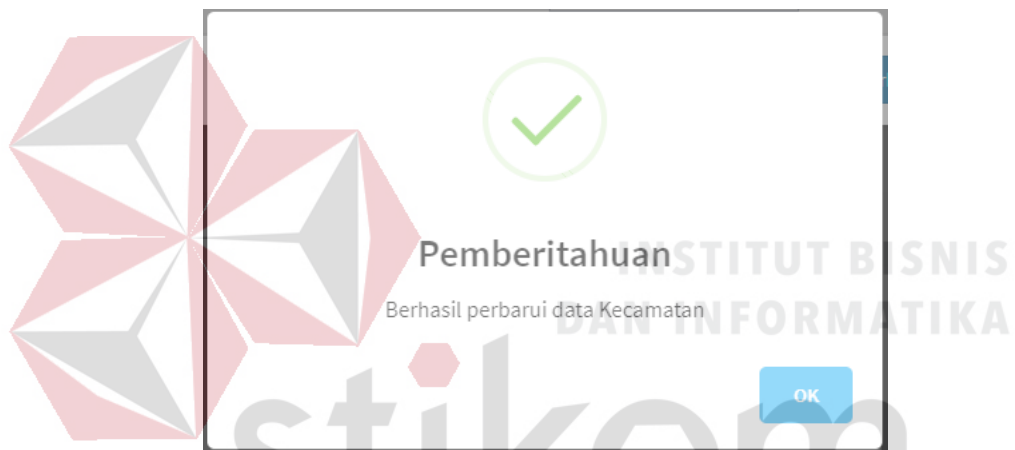 Pemberitahuan
Berhasil perbarui data Kecamatan
OK
INSTITUT BISNIS
DAN INFORMATIKA
stikom